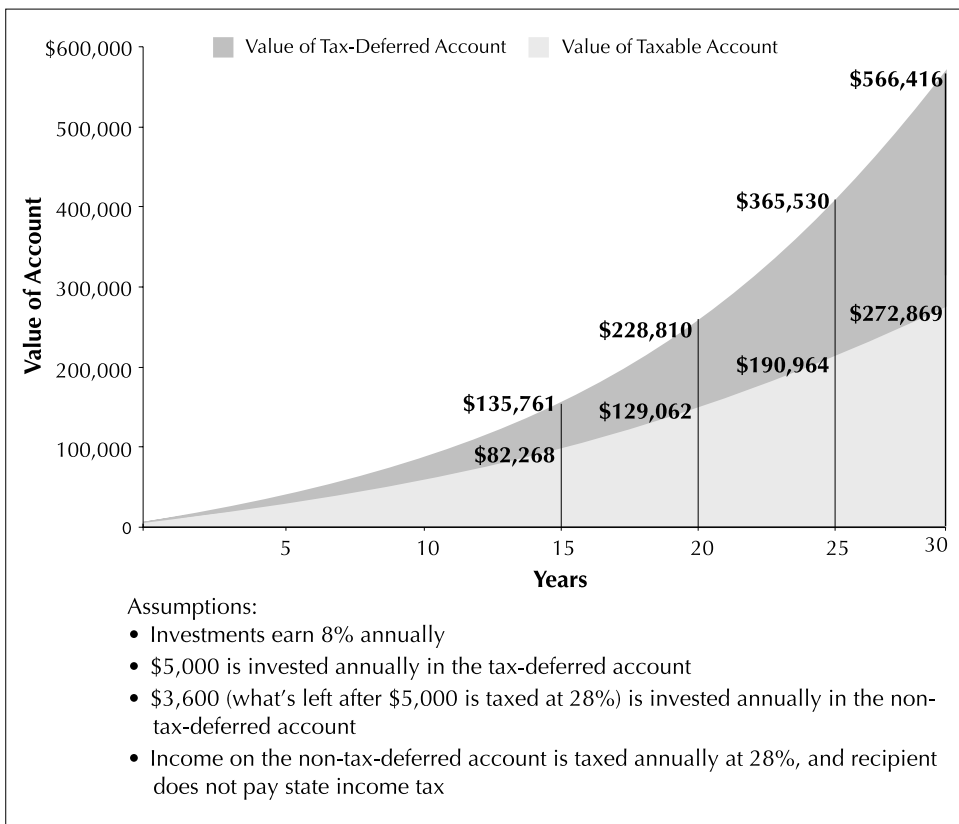 $600,000
Value of Tax-Deferred Account
Value of Taxable Account
$566,416
500,000
400,000
$365,530
300,000
$272,869
$228,810
200,000
$190,964
$135,761
$129,062
100,000
$82,268
0
5
10
15
20
25
30
Value of Account
Years
Assumptions:
• Investments earn 8% annually
• $5,000 is invested annually in the tax-deferred account
• $3,600 (what's left after $5,000 is taxed at 28%) is invested annually in the non-
tax-deferred account
• Income on the non-tax-deferred account is taxed annually at 28%, and recipient
does not pay state income tax